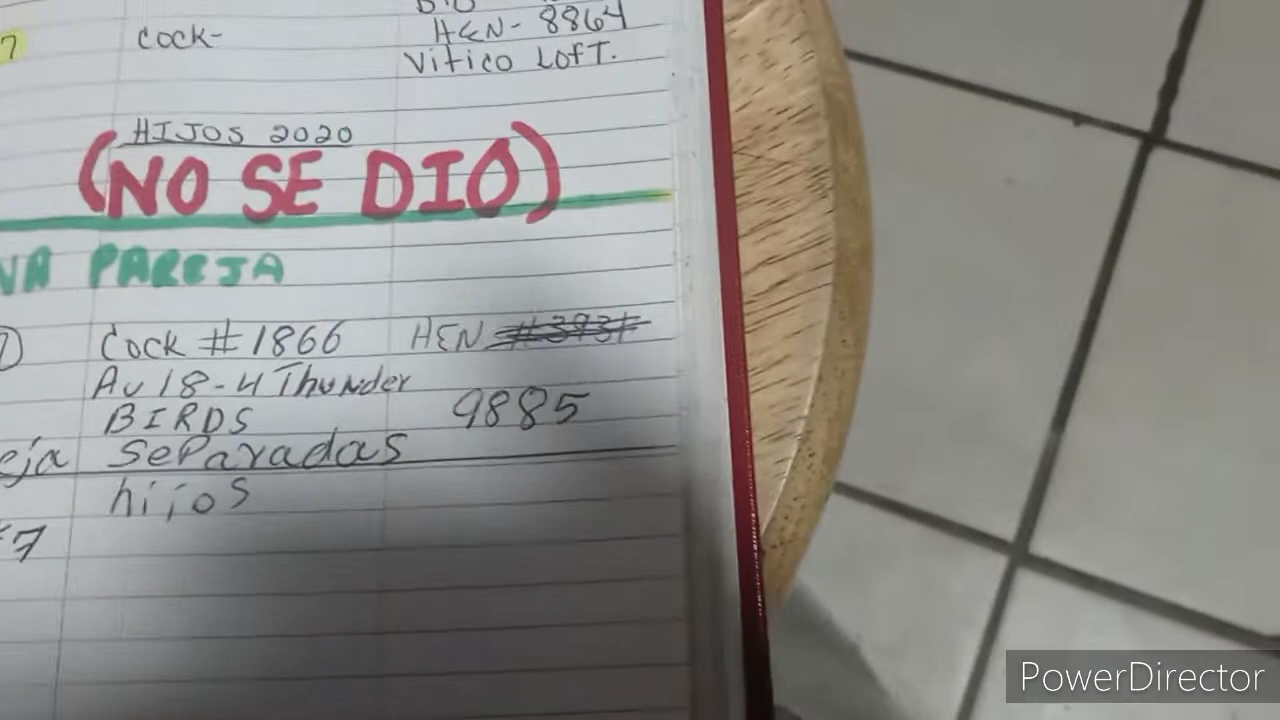 HEN- 8864
7 Cock-
Vitico LOFT.
HIJOS 2020
(NO SE DIO)
PAREJA
Cock #1866 HEN
AU 18-4 Thunder
BIRDS 9885
Separadas
hijos
7
PowerDirector